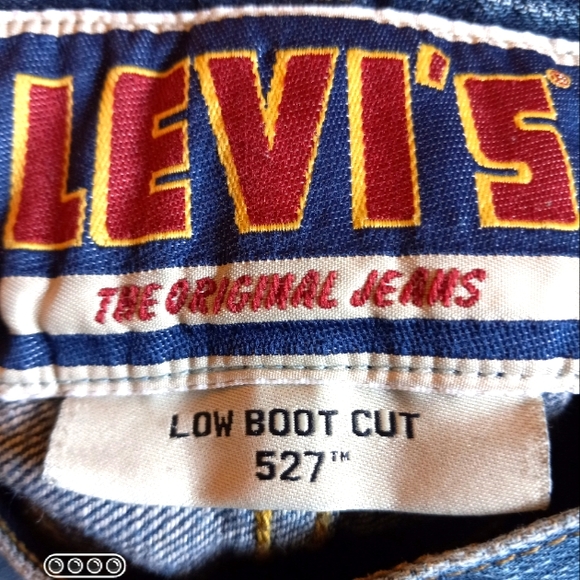 LEVI'S®
THE ORIGINAL JEANS
LOW BOOT CUT
527™